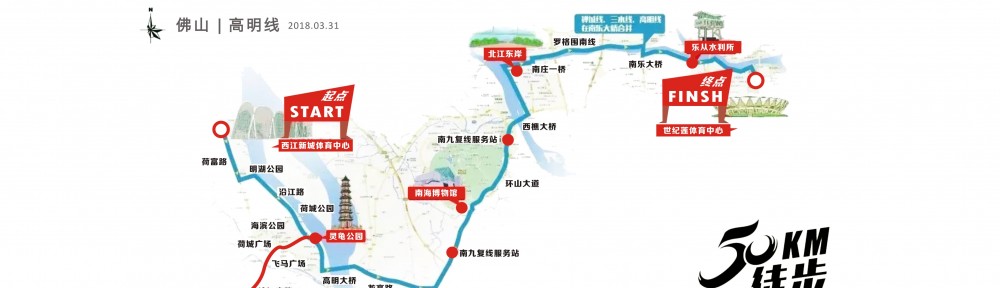 N
佛山 | 高明线 2018.03.31
禅城线、三水线、高明线
在南乐大桥合并
罗格围南线
乐从水利所
北江东岸
南庄一桥
南乐大桥
起点
START
西江新城体育中心
终点
FINSH
世纪莲体育中心
西樵大桥
南九复线服务站
荷富路
明湖公园
沿江路
环山大道
南海博物馆
荷城公园
海滨公园
灵龟公园
荷城广场
飞马广场
南九复线服务站
高明大桥
50KM
徒步